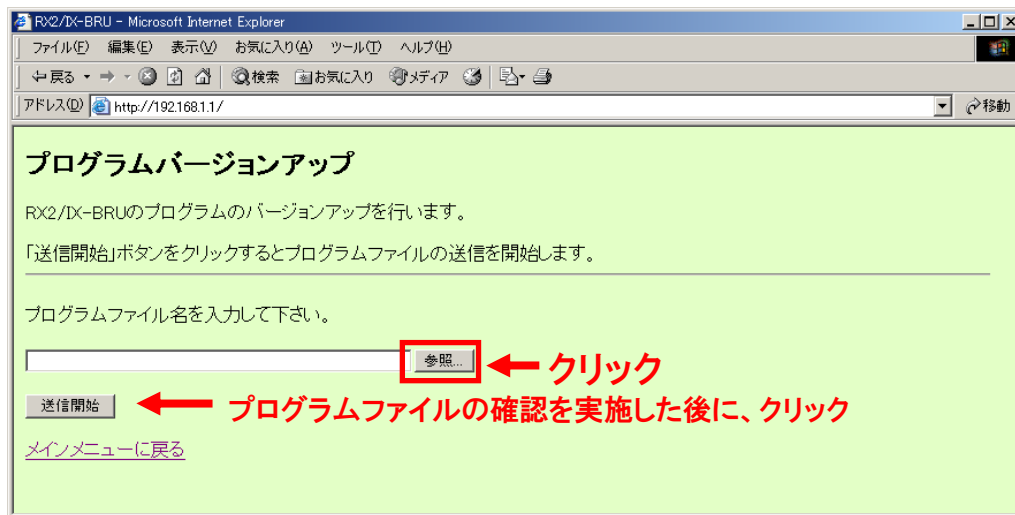 RX2/IX-BRU - Microsoft Internet Explorer
ファイル(F) 編集(E) 表示(V) お気に入り(A) ツール(T) ヘルプ(H)
戻る 検索 お気に入り メディア
アドレス(D) http://192.168.1.1/ 移動
プログラムバージョンアップ
RX2/IX-BRUのプログラムのバージョンアップを行います。
「送信開始」ボタンをクリックするとプログラムファイルの送信を開始します。
プログラムファイル名を入力して下さい。
参照... クリック
送信開始 プログラムファイルの確認を実施した後に、クリック
メインメニューに戻る